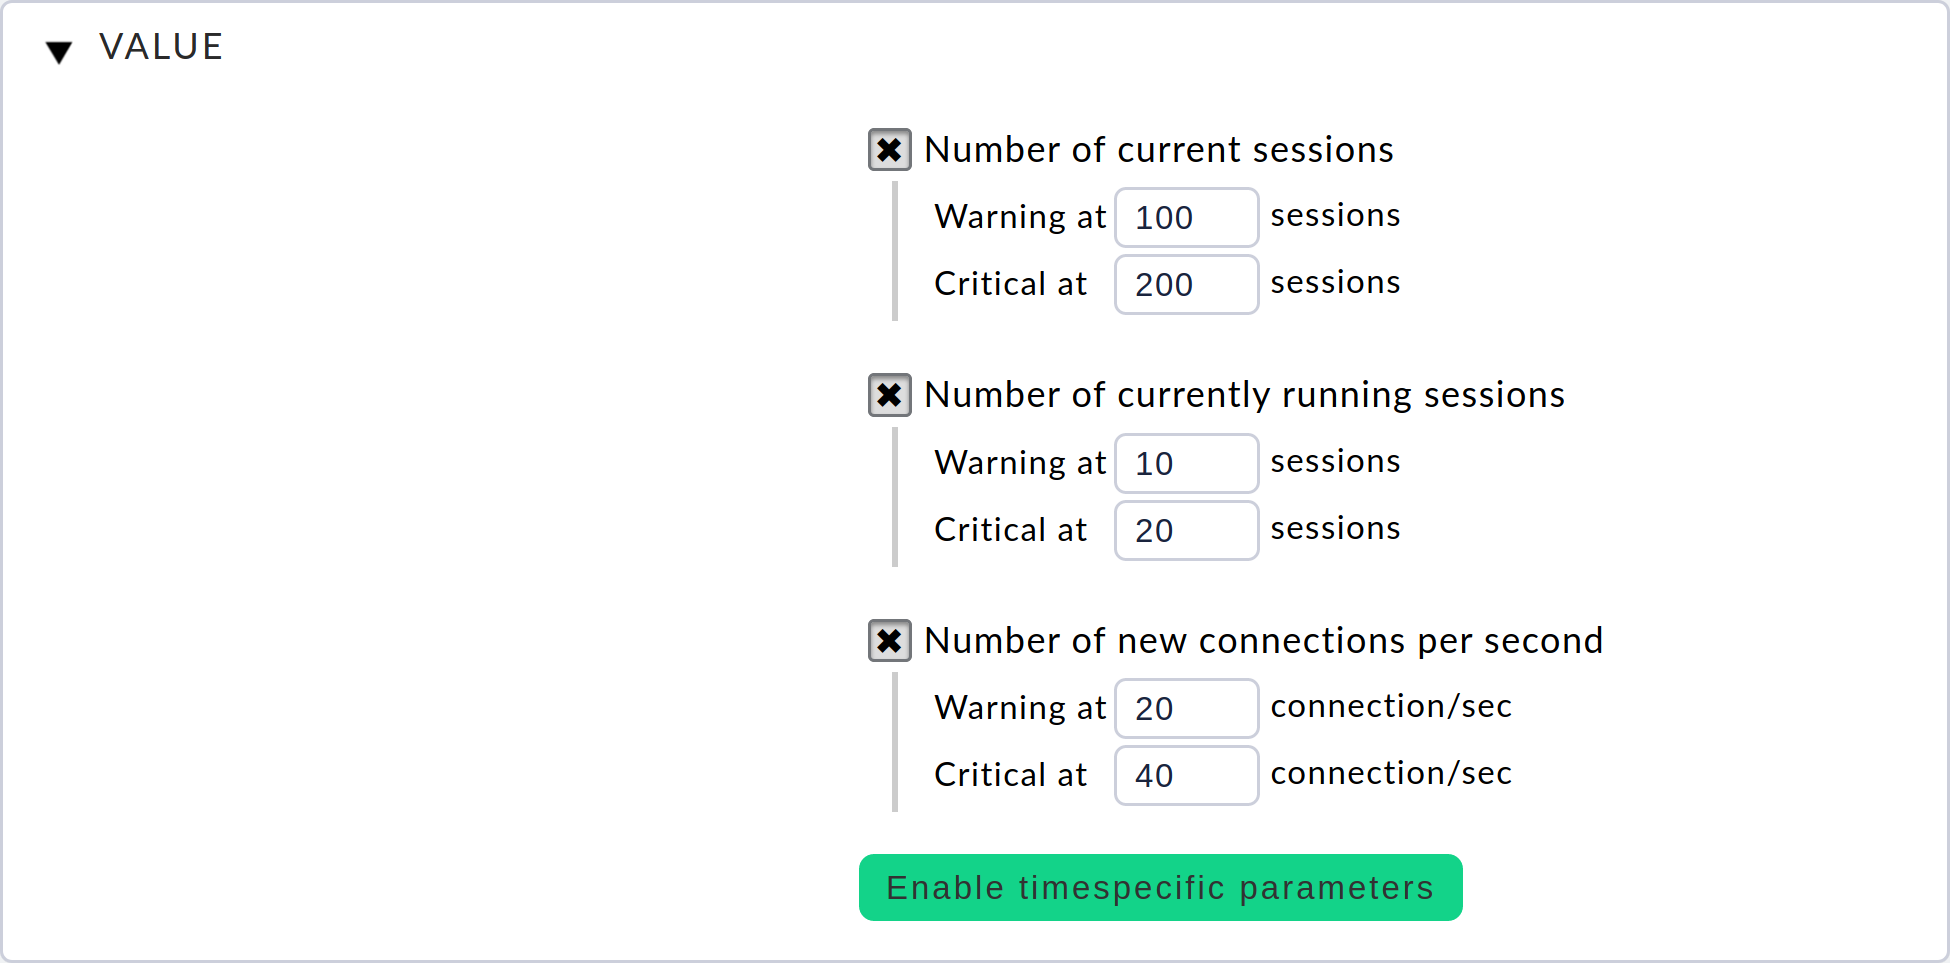 VALUE
Number of current sessions
Warning at 100 sessions
Critical at 200 sessions
Number of currently running sessions
Warning at 10 sessions
Critical at 20 sessions
Number of new connections per second
Warning at 20 connection/sec
Critical at 40 connection/sec
Enable timespecific parameters